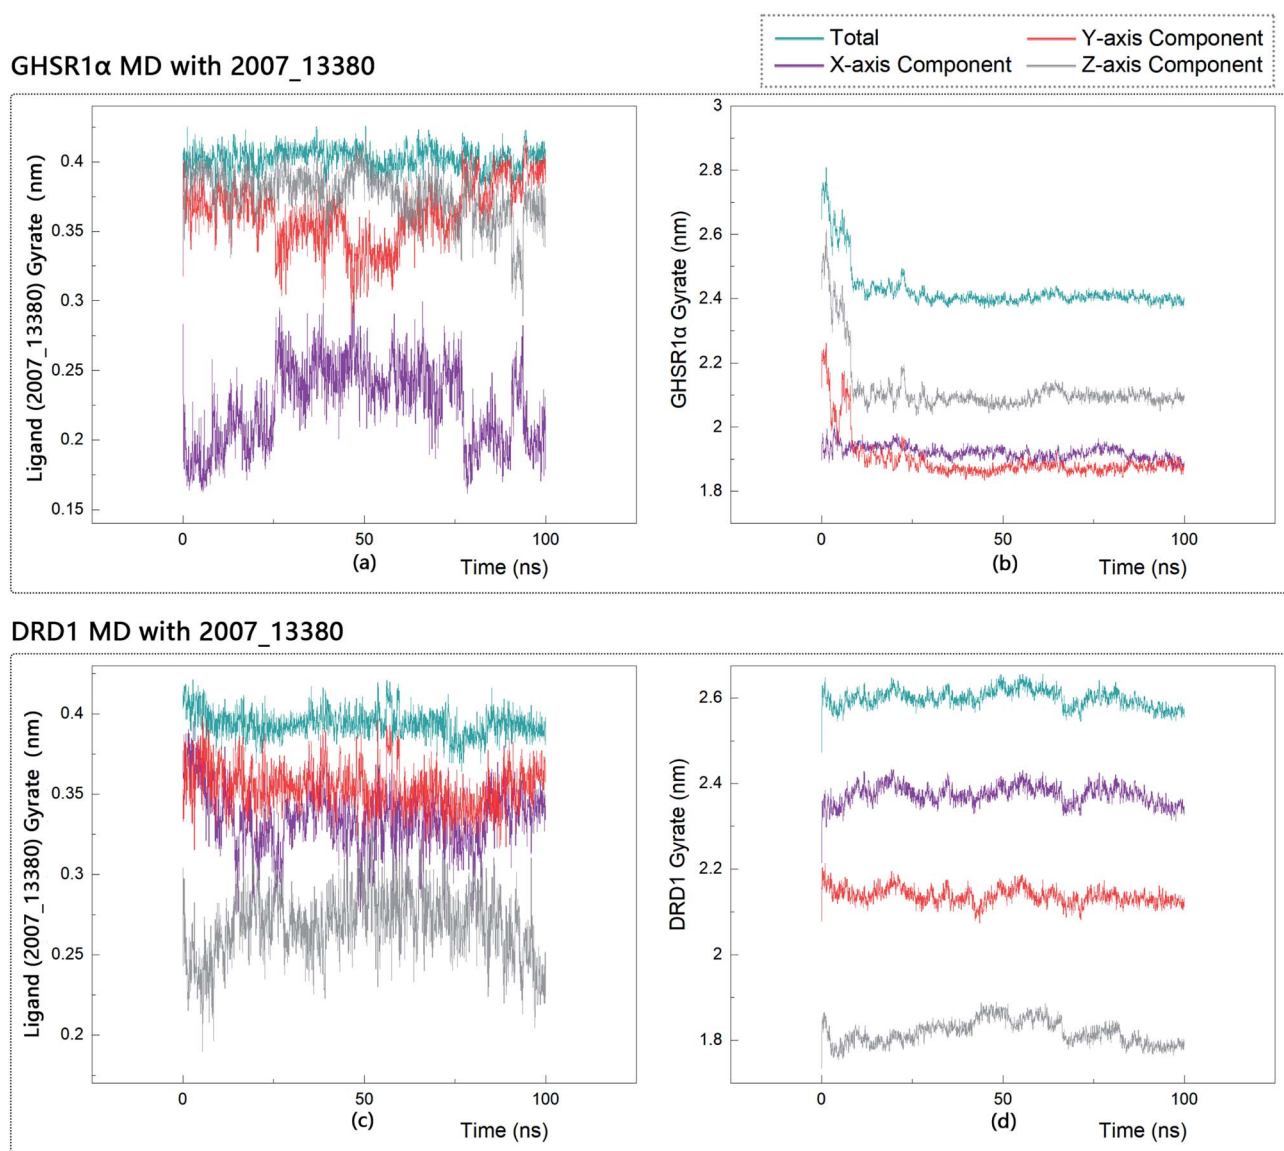 Total
Y-axis Component
X-axis Component
Z-axis Component
GHSR1α MD with 2007_13380
Ligand (2007_13380) Gyrate (nm)
0.4
0.35
0.3
0.25
0.2
0.15
0
50
100
(a)
Time (ns)
GHSR1α Gyrate (nm)
3
2.8
2.6
2.4
2.2
2
1.8
0
50
100
(b)
Time (ns)
DRD1 MD with 2007_13380
Ligand (2007_13380) Gyrate (nm)
0.4
0.35
0.3
0.25
0.2
0
50
100
(c)
Time (ns)
DRD1 Gyrate (nm)
2.6
2.4
2.2
2
1.8
0
50
100
(d)
Time (ns)